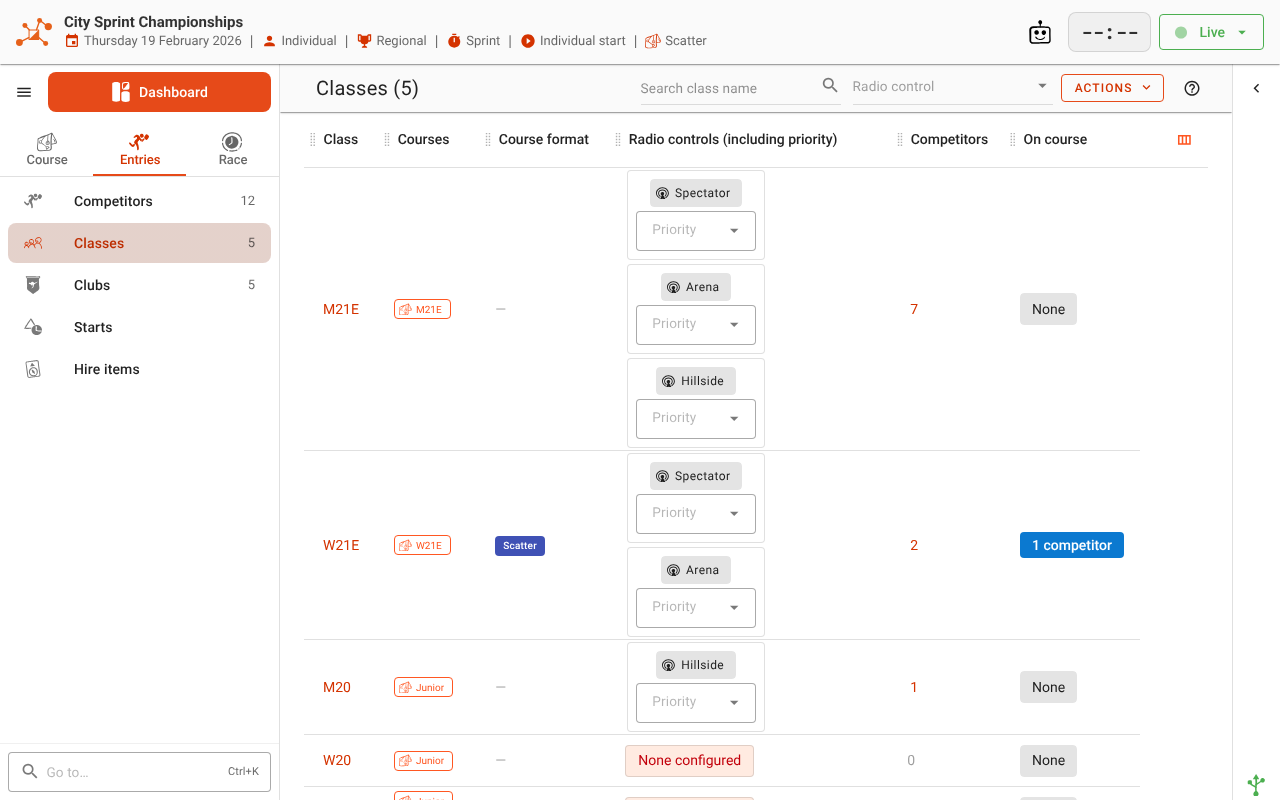 City Sprint Championships
Thursday 19 February 2026 | Individual | Regional | Sprint | Individual start | Scatter
--:--
Live
Dashboard
Course
Entries
Race
Competitors 12
Classes 5
Clubs 5
Starts
Hire items
Go to… Ctrl+K
Classes (5)
Search class name
Radio control
ACTIONS
Class Courses Course format Radio controls (including priority) Competitors On course
Spectator
Priority
Arena
Priority
M21E M21E — 7 None
Hillside
Priority
Spectator
Priority
W21E W21E Scatter 2 1 competitor
Arena
Priority
Hillside
M20 Junior — 1 None
Priority
W20 Junior — None configured 0 None